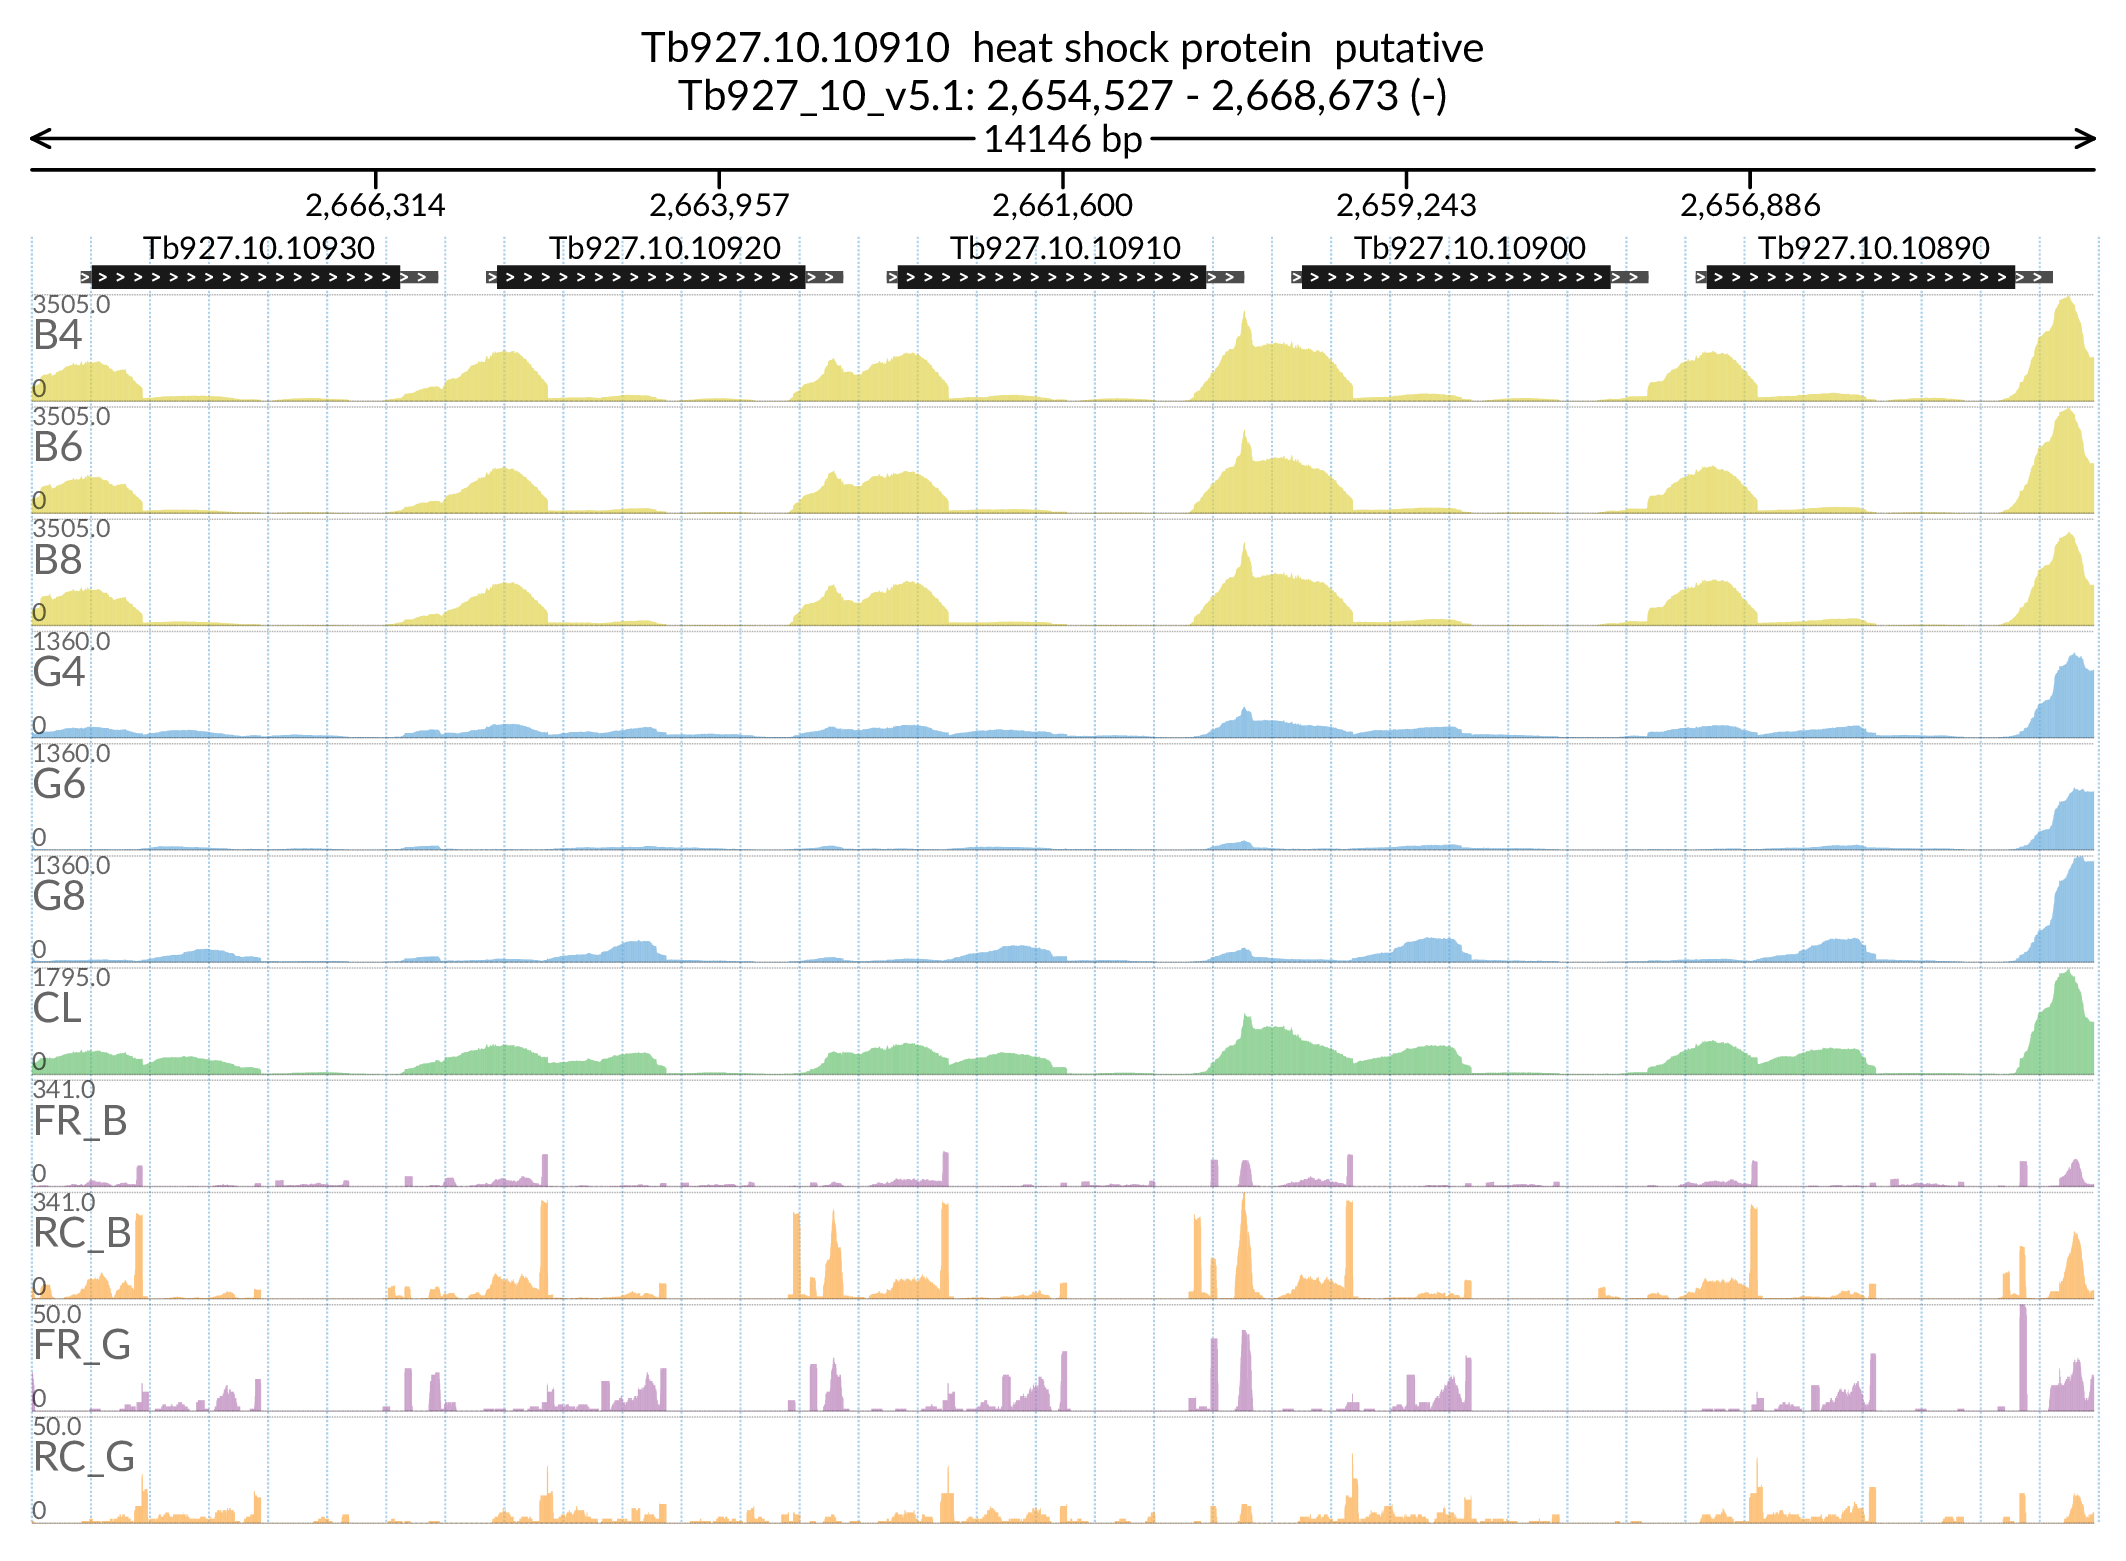 Tb927.10.10910  heat shock protein  putative
Tb927_10_v5.1: 2,654,527 - 2,668,673 (-)
14146 bp
2,666,314 2,663,957 2,661,600 2,659,243 2,656,886
Tb927.10.10930 Tb927.10.10920 Tb927.10.10910 Tb927.10.10900 Tb927.10.10890
3505.0
B4
0
3505.0
B6
0
3505.0
B8
0
1360.0
G4
0
1360.0
G6
0
1360.0
G8
0
1795.0
CL
0
341.0
FR_B
0
341.0
RC_B
0
50.0
FR_G
0
50.0
RC_G
0